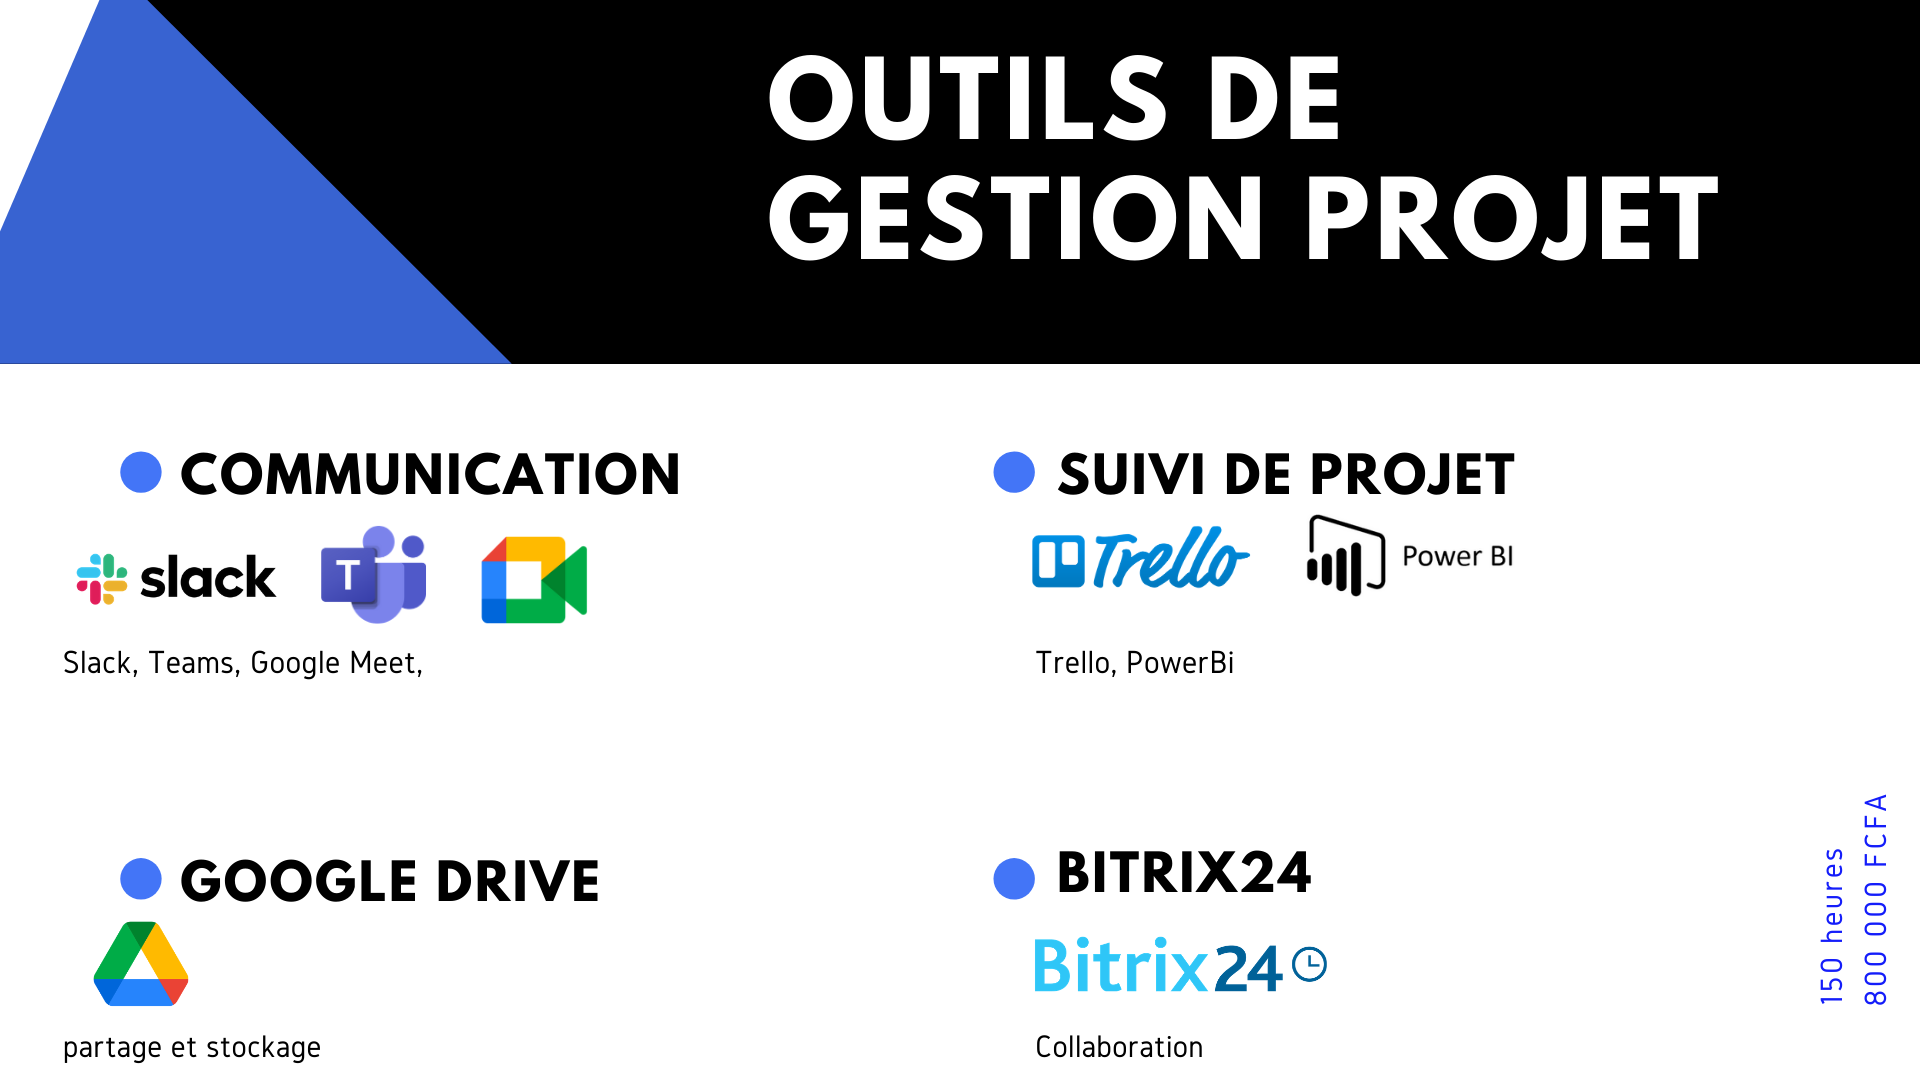 OUTILS DE
GESTION PROJET
COMMUNICATION
slack
T
Slack, Teams, Google Meet,
SUIVI DE PROJET
Trello
Power BI
Trello, PowerBi
GOOGLE DRIVE
partage et stockage
BITRIX24
Bitrix24
Collaboration
150 heures
800 000 FCFA